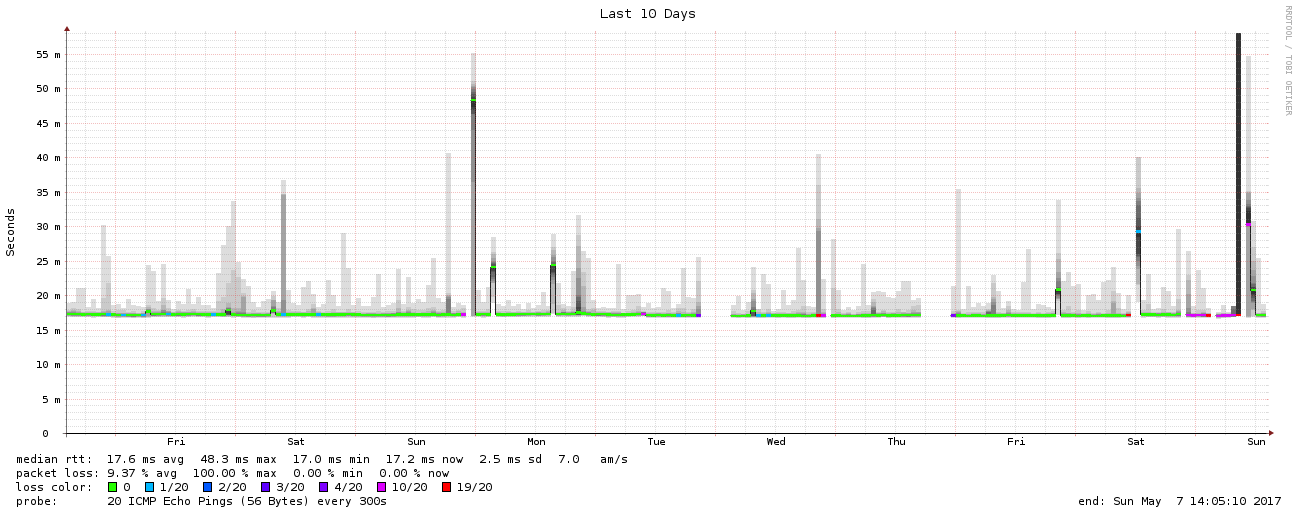 Last 10 Days
RRDTOOL / TOBI OETIKER
Seconds
55 m
50 m
45 m
40 m
35 m
30 m
25 m
20 m
15 m
10 m
5 m
0
Fri Sat Sun Mon Tue Wed Thu Fri Sat Sun
median rtt: 17.6 ms avg 48.3 ms max 17.0 ms min 17.2 ms now 2.5 ms sd 7.0 am/s
packet loss: 9.37 % avg 100.00 % max 0.00 % min 0.00 % now
loss color: 0 1/20 2/20 3/20 4/20 10/20 19/20
probe: 20 ICMP Echo Pings (56 Bytes) every 300s end: Sun May 7 14:05:10 2017